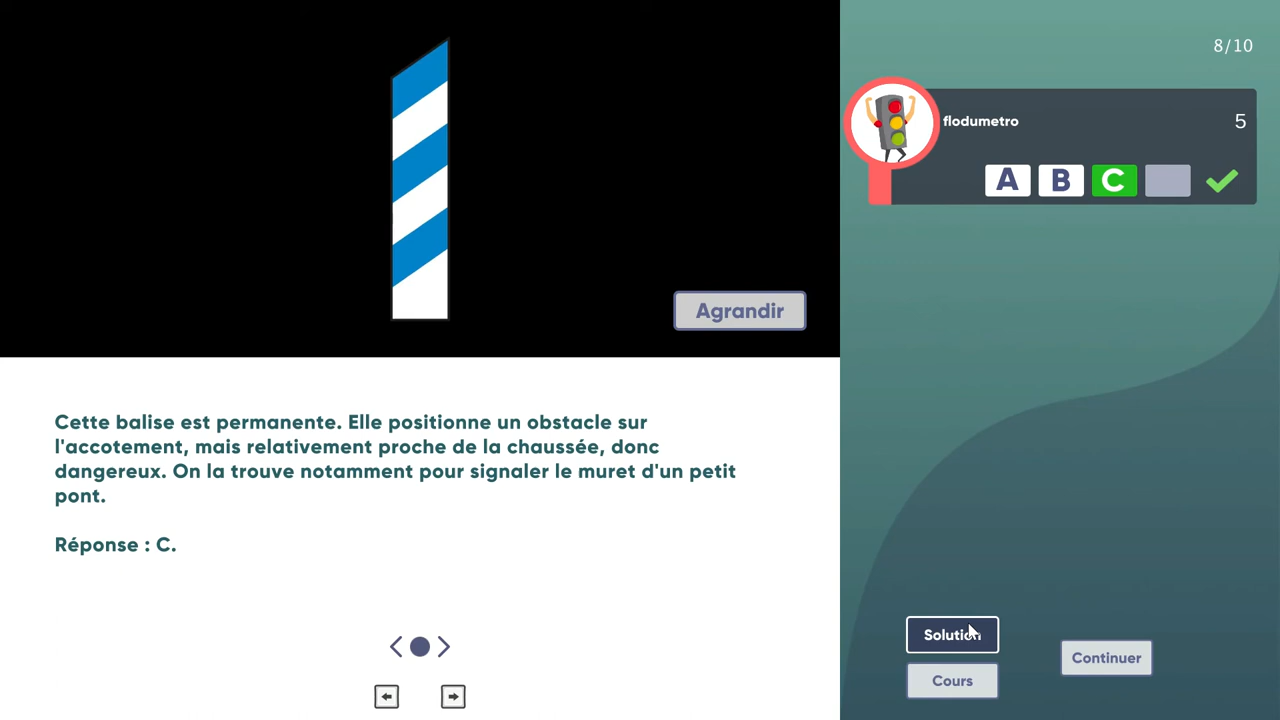 8/10
flodumetro
5
A B C
Agrandir
Cette balise est permanente. Elle positionne un obstacle sur
l'accotement, mais relativement proche de la chaussée, donc
dangereux. On la trouve notamment pour signaler le muret d'un petit
pont.
Réponse : C.
Solution
Continuer
Cours